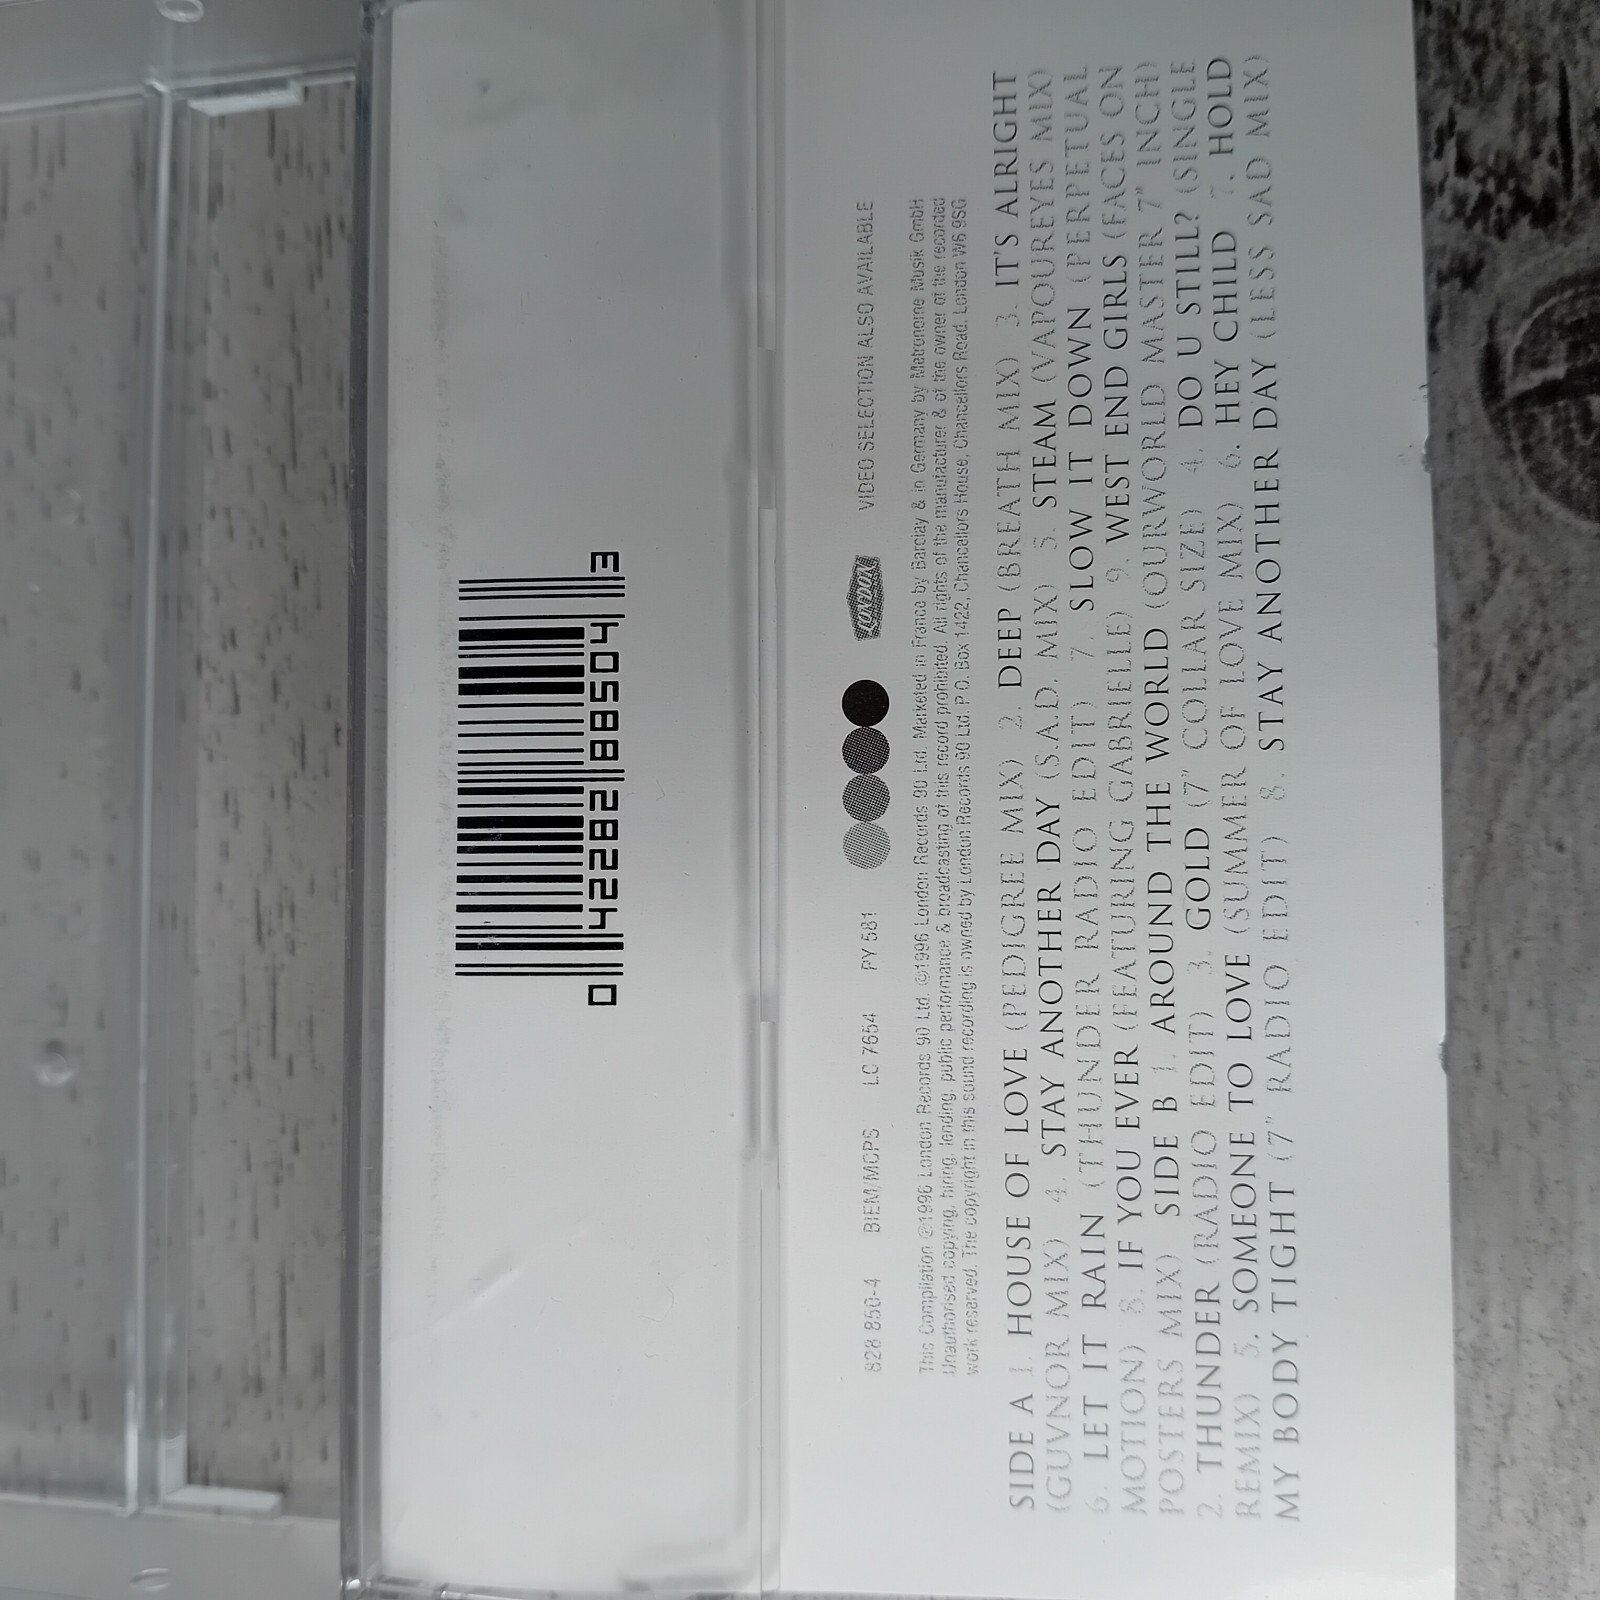 0 42282 88504 3
828 850-4 BIEM/MCPS LC 7654 PY 581 LONDON VIDEO SELECTION ALSO AVAILABLE
This Compilation ℗1996 London Records 90 Ltd. ©1996 London Records 90 Ltd. Marketed in France by Barclay & in Germany by Metronome Musik GmbH
Unauthorised copying, hiring, lending, public performance & broadcasting of this record prohibited. All rights of the manufacturer & of the owner of the recorded
work reserved. The copyright in this sound recording is owned by London Records 90 Ltd. P.O. Box 1422, Chancellors House, Chancellors Road, London W6 9SG
SIDE A 1. HOUSE OF LOVE (PEDIGREE MIX) 2. DEEP (BREATH MIX) 3. IT'S ALRIGHT
(GUVNOR MIX) 4. STAY ANOTHER DAY (S.A.D. MIX) 5. STEAM (VAPOUREYES MIX)
6. LET IT RAIN (THUNDER RADIO EDIT) 7. SLOW IT DOWN (PERPETUAL
MOTION) 8. IF YOU EVER (FEATURING GABRIELLE) 9. WEST END GIRLS (FACES ON
POSTERS MIX) SIDE B 1. AROUND THE WORLD (OURWORLD MASTER 7" INCH)
2. THUNDER (RADIO EDIT) 3. GOLD (7" COLLAR SIZE) 4. DO U STILL? (SINGLE
REMIX) 5. SOMEONE TO LOVE (SUMMER OF LOVE MIX) 6. HEY CHILD 7. HOLD
MY BODY TIGHT (7" RADIO EDIT) 8. STAY ANOTHER DAY (LESS SAD MIX)